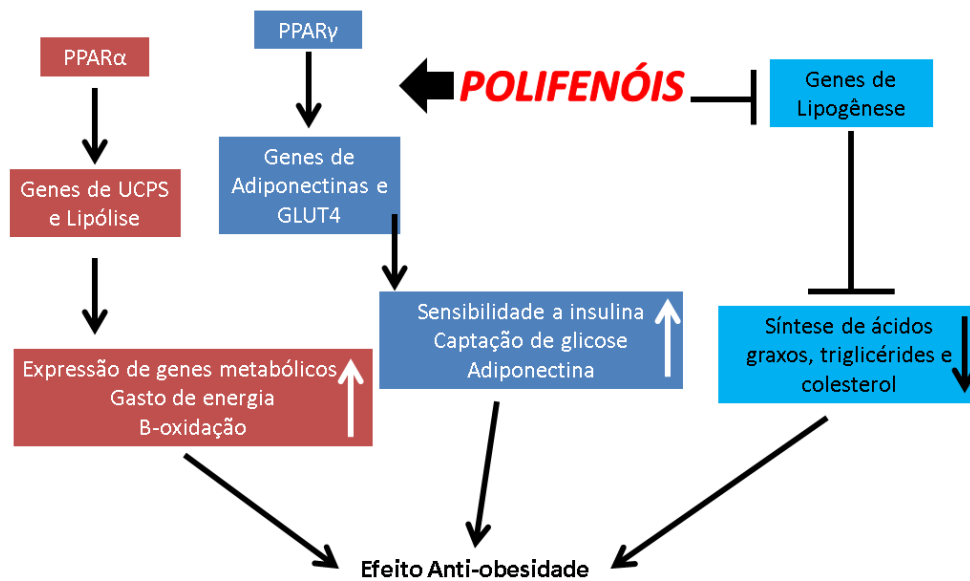 PPARα
PPARγ
POLIFENÓIS
Genes de
Lipogênese
Genes de UCPS
e Lipólise
Genes de
Adiponectinas e
GLUT4
Expressão de genes metabólicos
Gasto de energia
B-oxidação
Sensibilidade a insulina
Captação de glicose
Adiponectina
Síntese de ácidos
graxos, triglicérides e
colesterol
Efeito Anti-obesidade